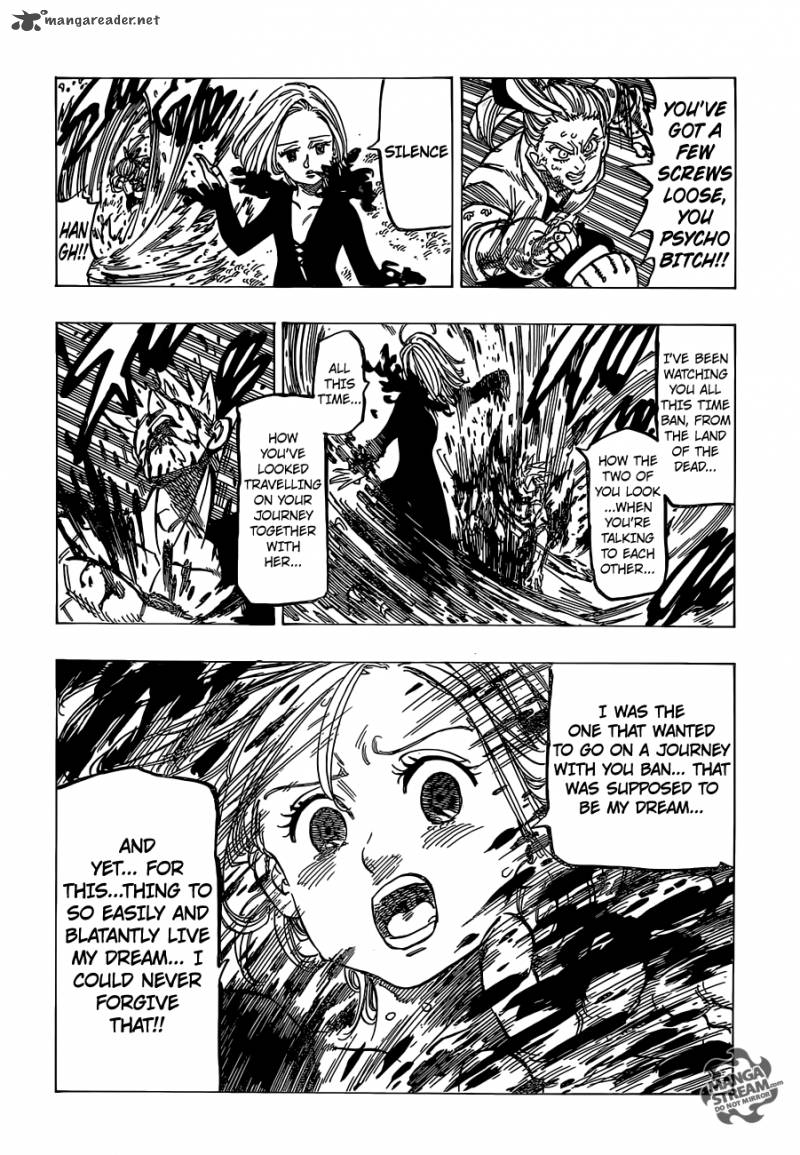 mangareader.net
YOU'VE
GOT A
FEW
SCREWS
LOOSE,
YOU
PSYCHO
BITCH!!
SILENCE
HAN
GH!!
I'VE BEEN
WATCHING
YOU ALL
THIS TIME
BAN, FROM
THE LAND
OF THE
DEAD...
HOW THE
TWO OF
YOU LOOK
...WHEN
YOU'RE
TALKING
TO EACH
OTHER...
ALL
THIS
TIME...
HOW
YOU'VE
LOOKED
TRAVELLING
ON YOUR
JOURNEY
TOGETHER
WITH
HER...
I WAS THE
ONE THAT WANTED
TO GO ON A JOURNEY
WITH YOU BAN... THAT
WAS SUPPOSED TO
BE MY DREAM...
AND
YET... FOR
THIS...THING TO
SO EASILY AND
BLATANTLY LIVE
MY DREAM... I
COULD NEVER
FORGIVE
THAT!!
MANGA
STREAM.com
DO NOT MIRROR